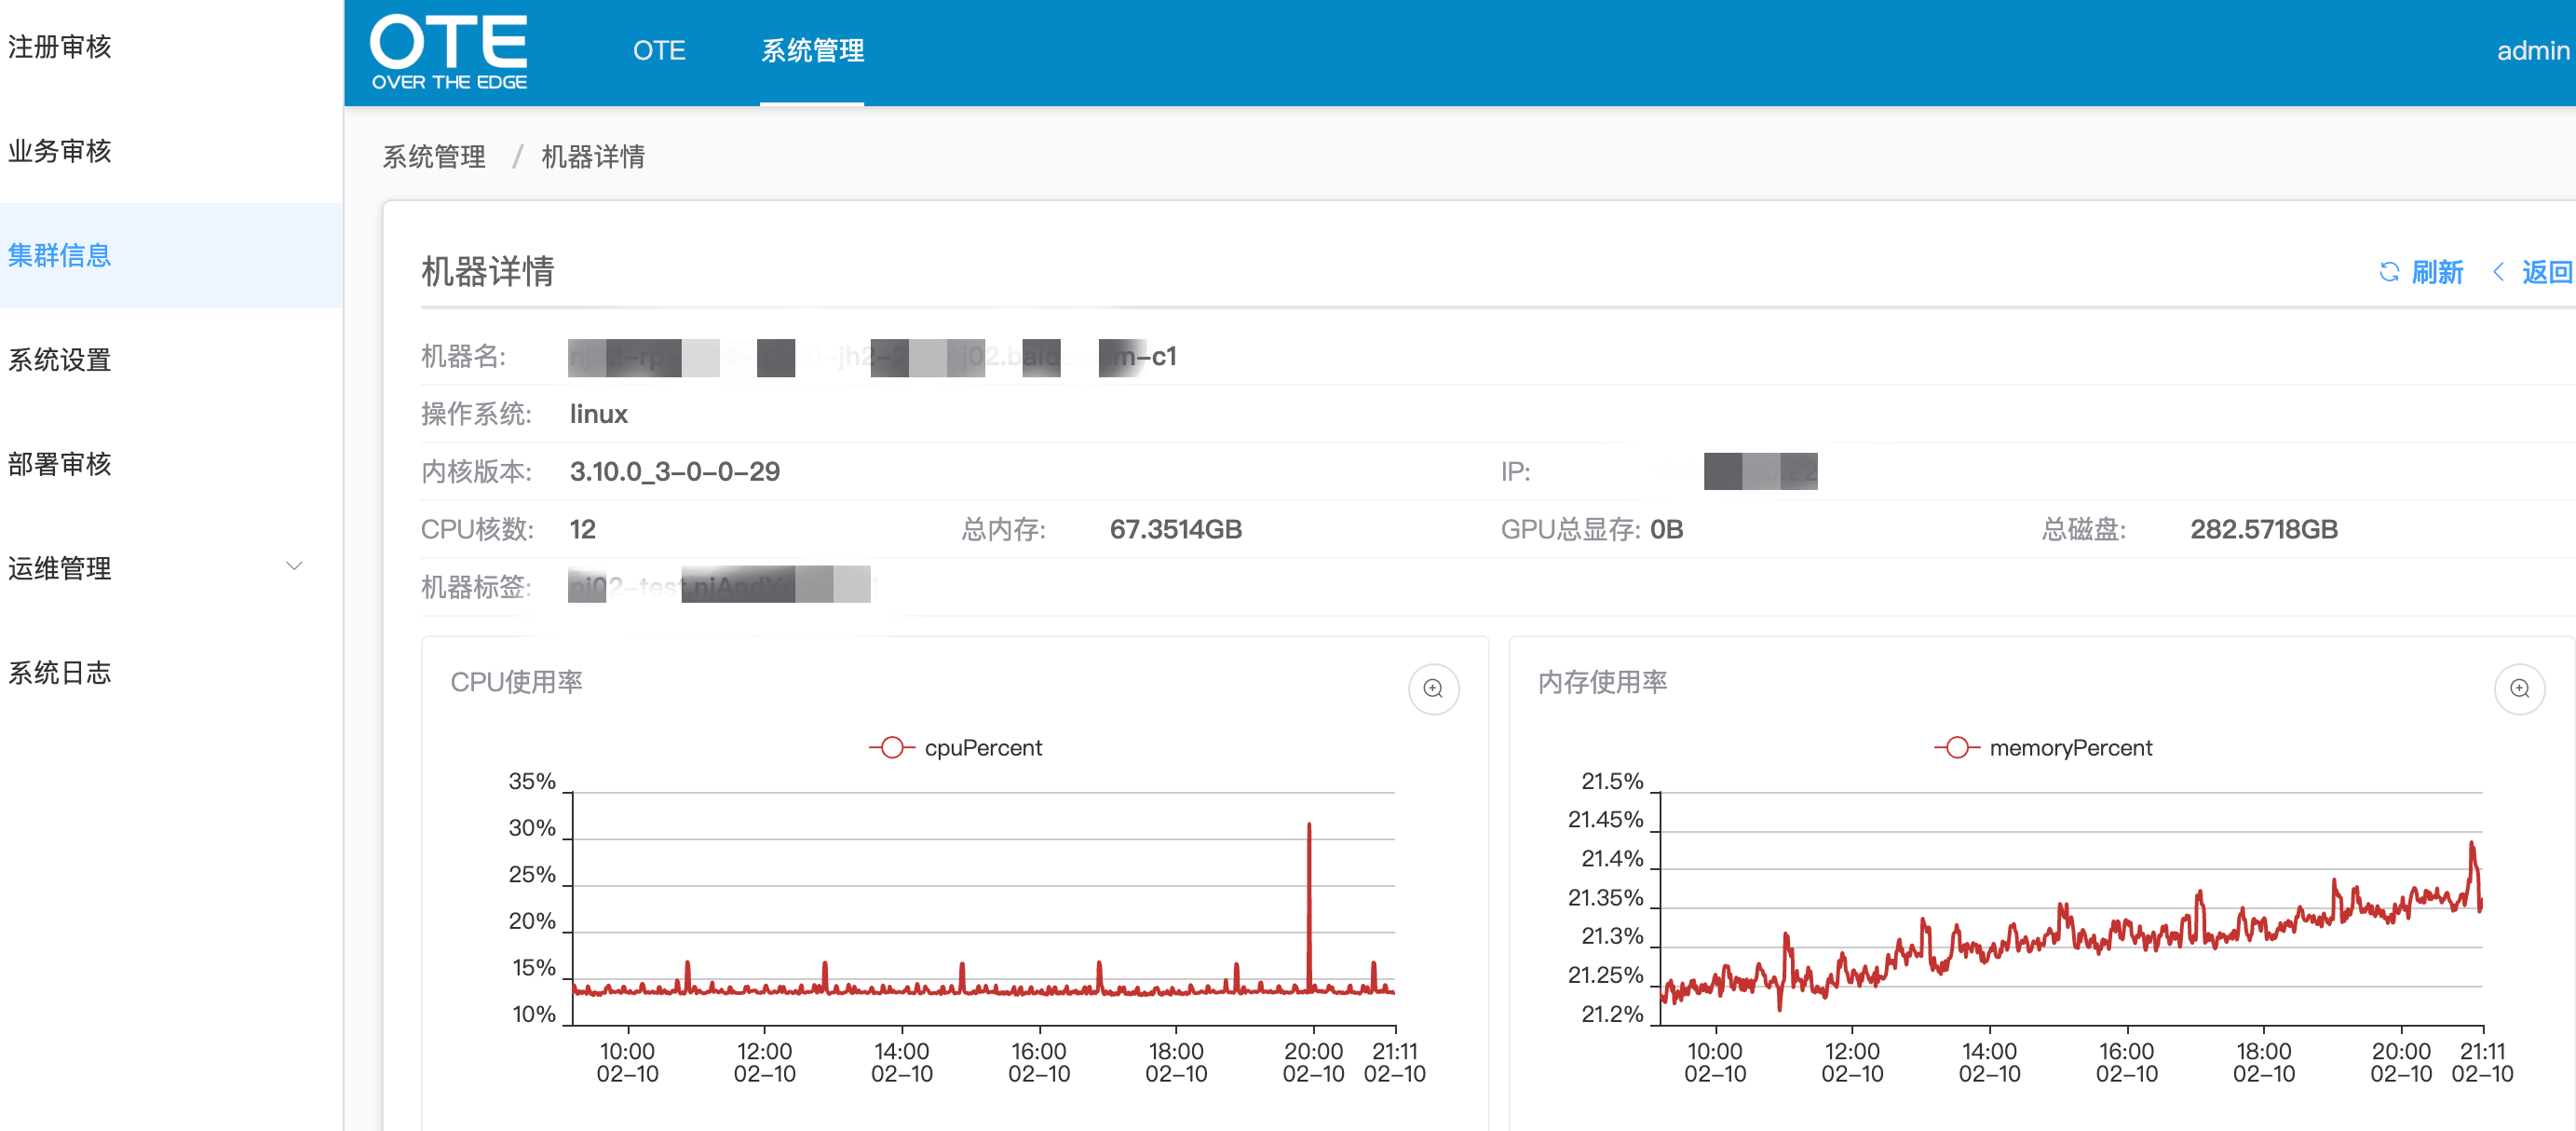 注册审核
业务审核
集群信息
系统设置
部署审核
运维管理
系统日志
OTE
OVER THE EDGE
OTE
系统管理
admin
系统管理 / 机器详情
机器详情
刷新
返回
机器名: m-c1
操作系统: linux
内核版本: 3.10.0_3-0-0-29
IP:
CPU核数: 12
总内存: 67.3514GB
GPU总显存: 0B
总磁盘: 282.5718GB
机器标签:
CPU使用率
cpuPercent
35%
30%
25%
20%
15%
10%
10:00 12:00 14:00 16:00 18:00 20:00 21:11
02-10 02-10 02-10 02-10 02-10 02-10 02-10
内存使用率
memoryPercent
21.5%
21.45%
21.4%
21.35%
21.3%
21.25%
21.2%
10:00 12:00 14:00 16:00 18:00 20:00 21:11
02-10 02-10 02-10 02-10 02-10 02-10 02-10